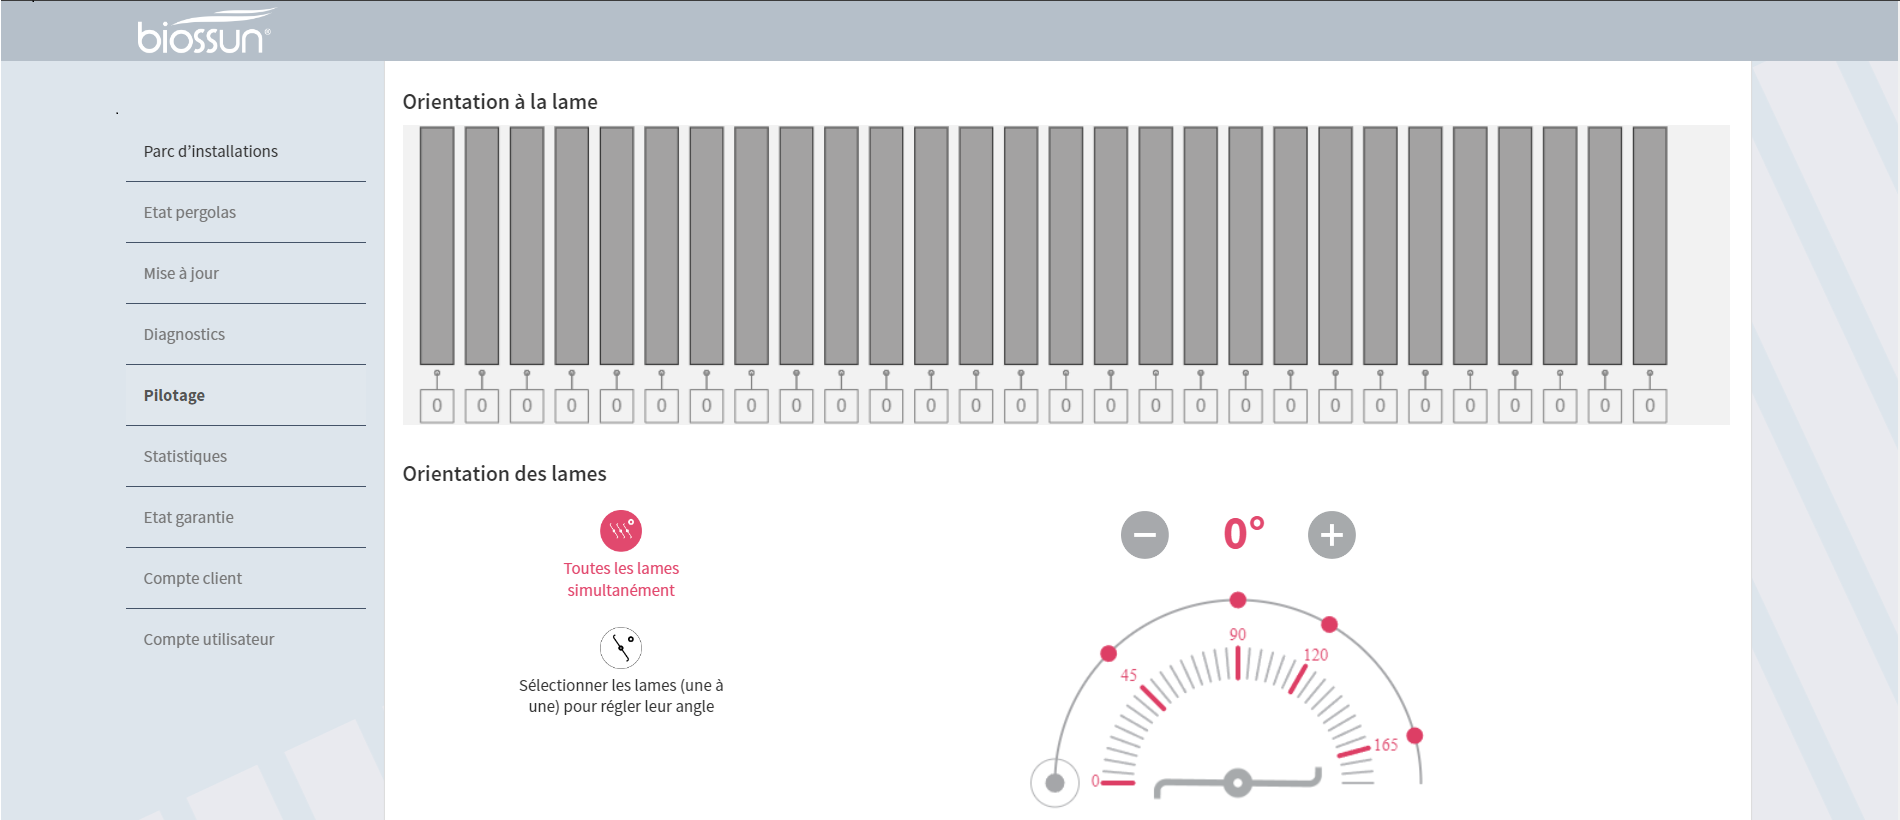 biossun®
Parc d’installations
Etat pergolas
Mise à jour
Diagnostics
Pilotage
Statistiques
Etat garantie
Compte client
Compte utilisateur
Orientation à la lame
0 0 0 0 0 0 0 0 0 0 0 0 0 0 0 0 0 0 0 0 0 0 0 0 0 0 0 0
Orientation des lames
Toutes les lames
simultanément
Sélectionner les lames (une à
une) pour régler leur angle
0°
90
120
45
165
0